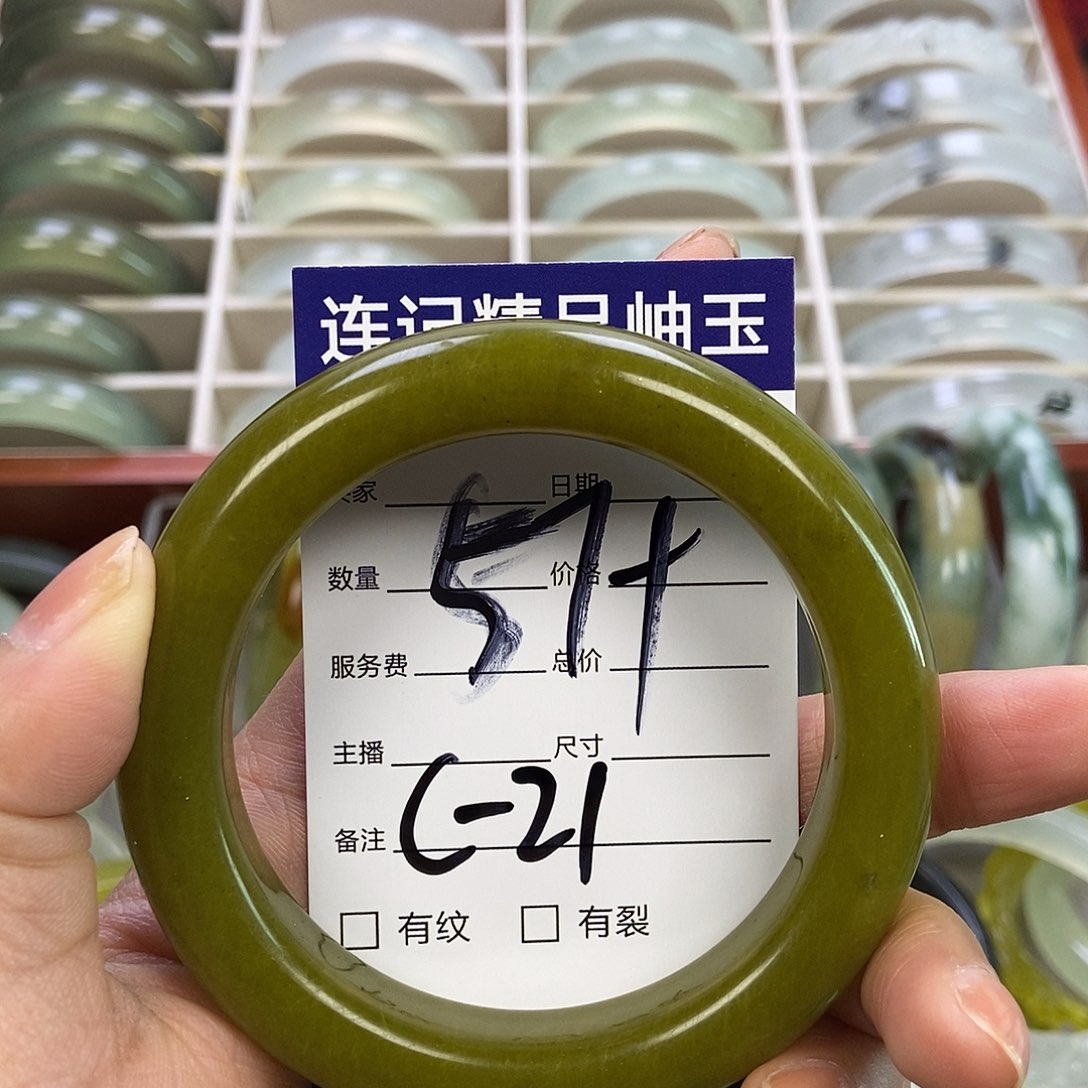 连记精品岫玉
家 日期
数量 价格
57+
服务费 总价
主播 尺寸
C-21
备注
□ 有纹 □ 有裂